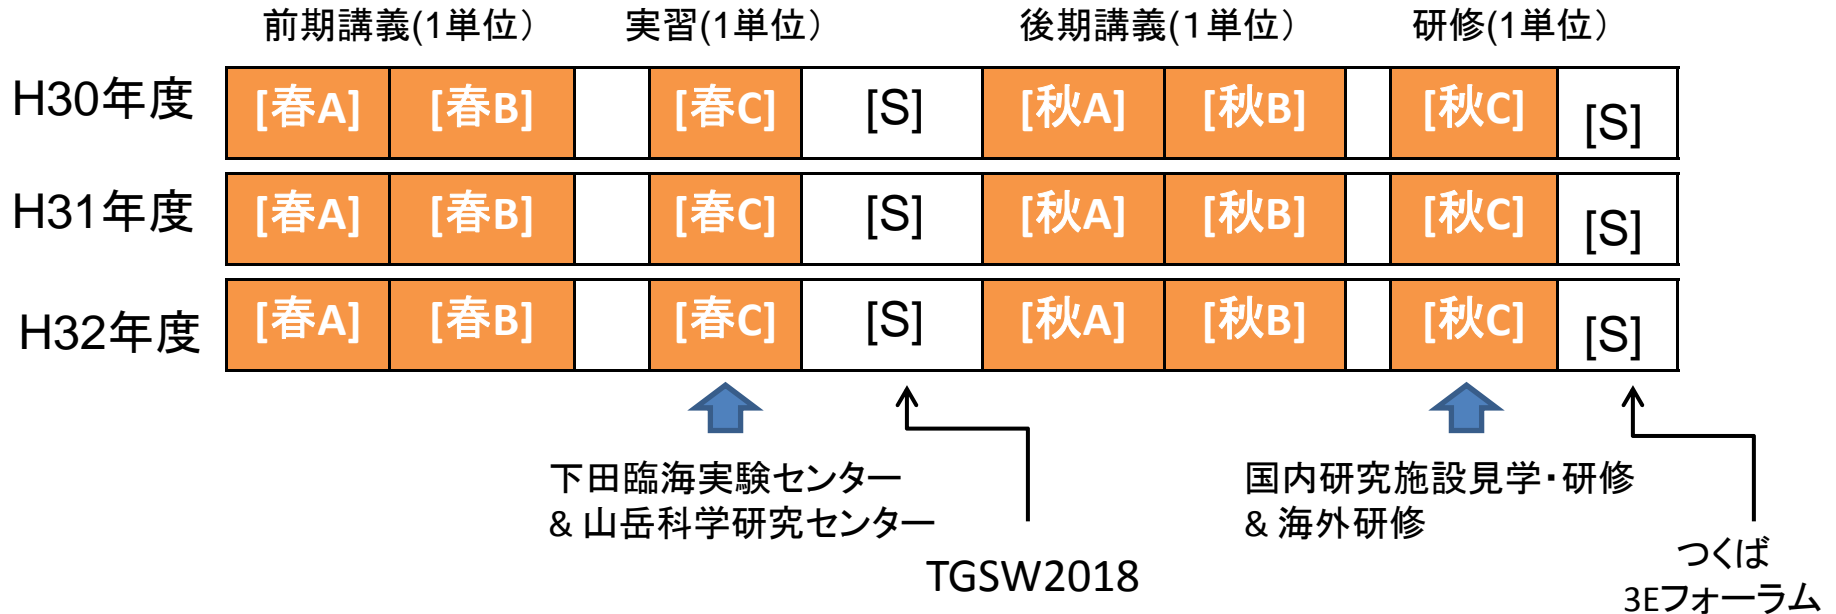 前期講義(1単位） 実習(1単位） 後期講義(１単位） 研修(1単位）
H30年度 [春A] [春B] [春C] [S] [秋A] [秋B] [秋C] [S]
H31年度 [春A] [春B] [春C] [S] [秋A] [秋B] [秋C] [S]
H32年度 [春A] [春B] [春C] [S] [秋A] [秋B] [秋C] [S]
下田臨海実験センター
& 山岳科学研究センター
TGSW2018
国内研究施設見学・研修
& 海外研修
つくば
3Eフォーラム